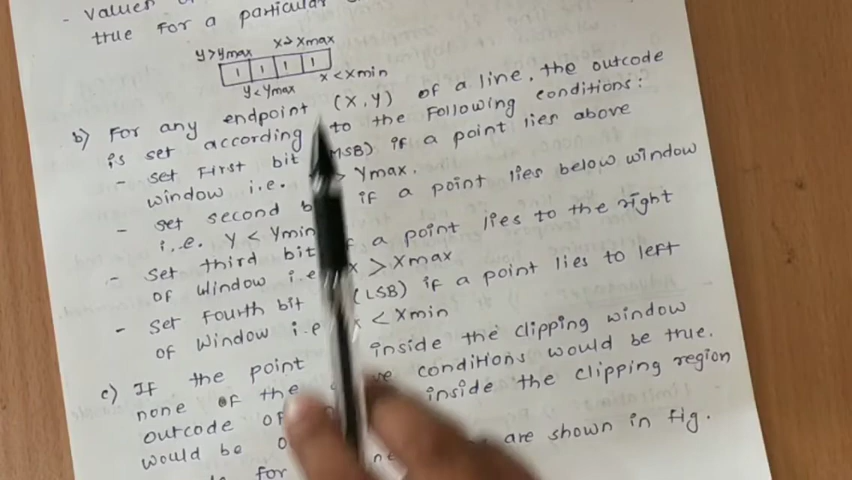 - values
true for a particular
y>ymax x>xmax
1 1 1 1
y<ymax x<xmin
b) For any endpoint (x,y) of a line. the outcode
is set according to the following conditions:
- set First bit MSB) if a point lies above
window i.e. > Ymax.
- set second if a point lies below window
i.e. y < ymin
- set third bit a point lies to the right
of window i.e x > xmax
- set fourth bit (LSB) if a point lies to left
of window i.e < xmin
c) If the point inside the clipping window
none of the conditions would be true.
outcode of inside the clipping region
would be
for are shown in fig.